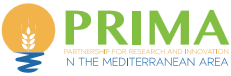 PRIMA
PARTNERSHIP FOR RESEARCH AND INNOVATION
N THE MEDITERRANEAN AREA